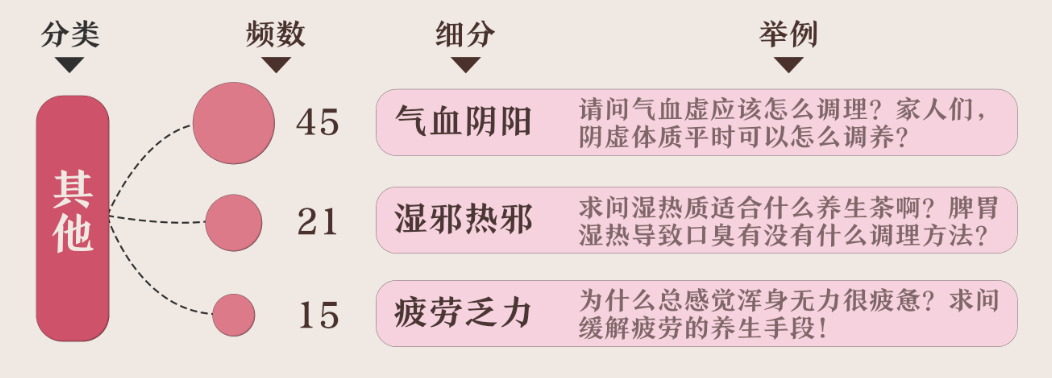 分类 频数 细分 举例
其他
45 气血阴阳 请问气血虚应该怎么调理？家人们，
阴虚体质平时可以怎么调养？
21 湿邪热邪 求问湿热质适合什么养生茶啊？脾胃
湿热导致口臭有没有什么调理方法？
15 疲劳乏力 为什么总感觉浑身无力很疲惫？求问
缓解疲劳的养生手段！